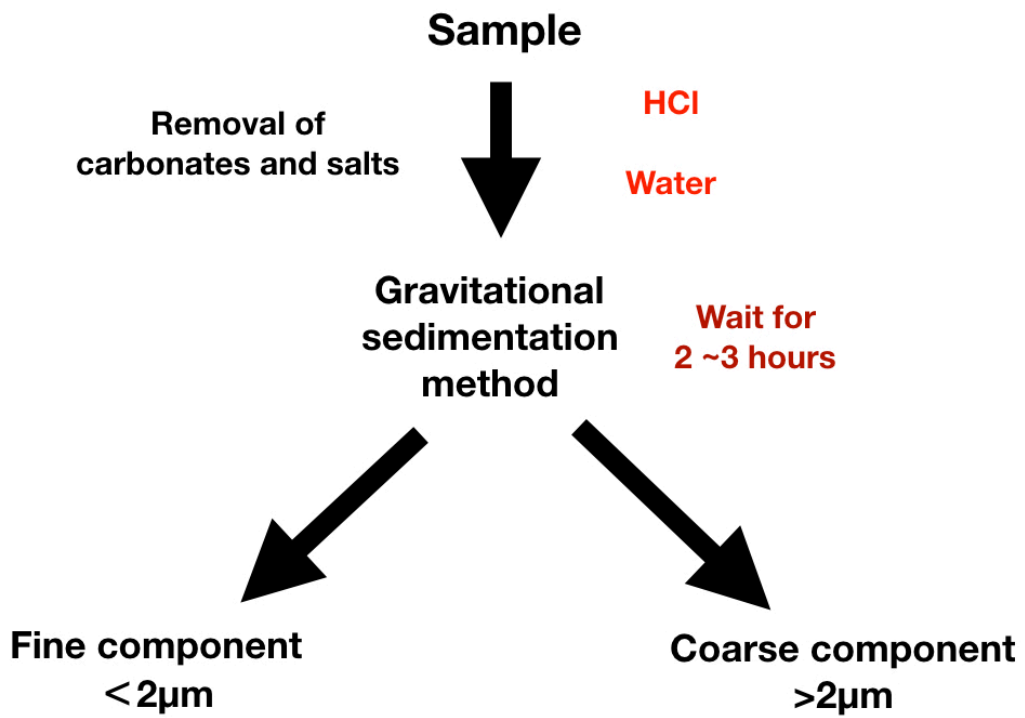 Sample
Removal of
carbonates and salts
HCl
Water
Gravitational
sedimentation
method
Wait for
2 ~3 hours
Fine component
＜2μm
Coarse component
>2μm